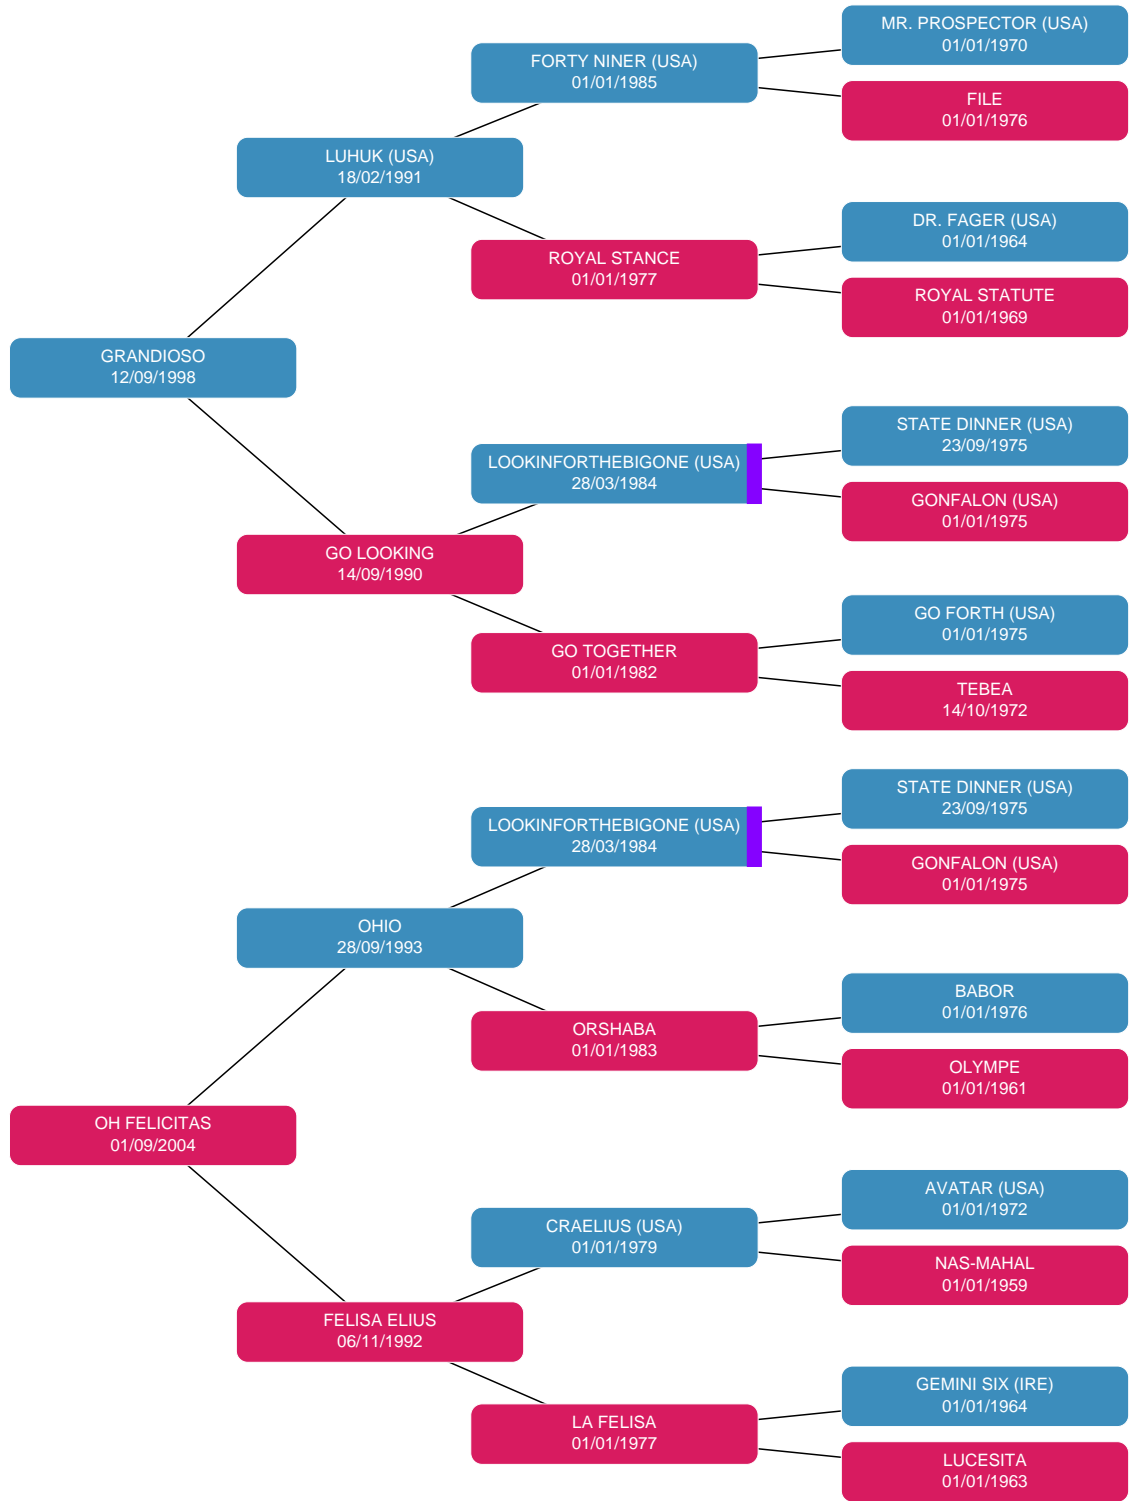 MR. PROSPECTOR (USA)
01/01/1970
FORTY NINER (USA)
01/01/1985
FILE
01/01/1976
LUHUK (USA)
18/02/1991
DR. FAGER (USA)
01/01/1964
ROYAL STANCE
01/01/1977
ROYAL STATUTE
01/01/1969
GRANDIOSO
12/09/1998
STATE DINNER (USA)
23/09/1975
LOOKINFORTHEBIGONE (USA)
28/03/1984
GONFALON (USA)
01/01/1975
GO LOOKING
14/09/1990
GO FORTH (USA)
01/01/1975
GO TOGETHER
01/01/1982
TEBEA
14/10/1972
STATE DINNER (USA)
23/09/1975
LOOKINFORTHEBIGONE (USA)
28/03/1984
GONFALON (USA)
01/01/1975
OHIO
28/09/1993
BABOR
01/01/1976
ORSHABA
01/01/1983
OLYMPE
01/01/1961
OH FELICITAS
01/09/2004
AVATAR (USA)
01/01/1972
CRAELIUS (USA)
01/01/1979
NAS-MAHAL
01/01/1959
FELISA ELIUS
06/11/1992
GEMINI SIX (IRE)
01/01/1964
LA FELISA
01/01/1977
LUCESITA
01/01/1963